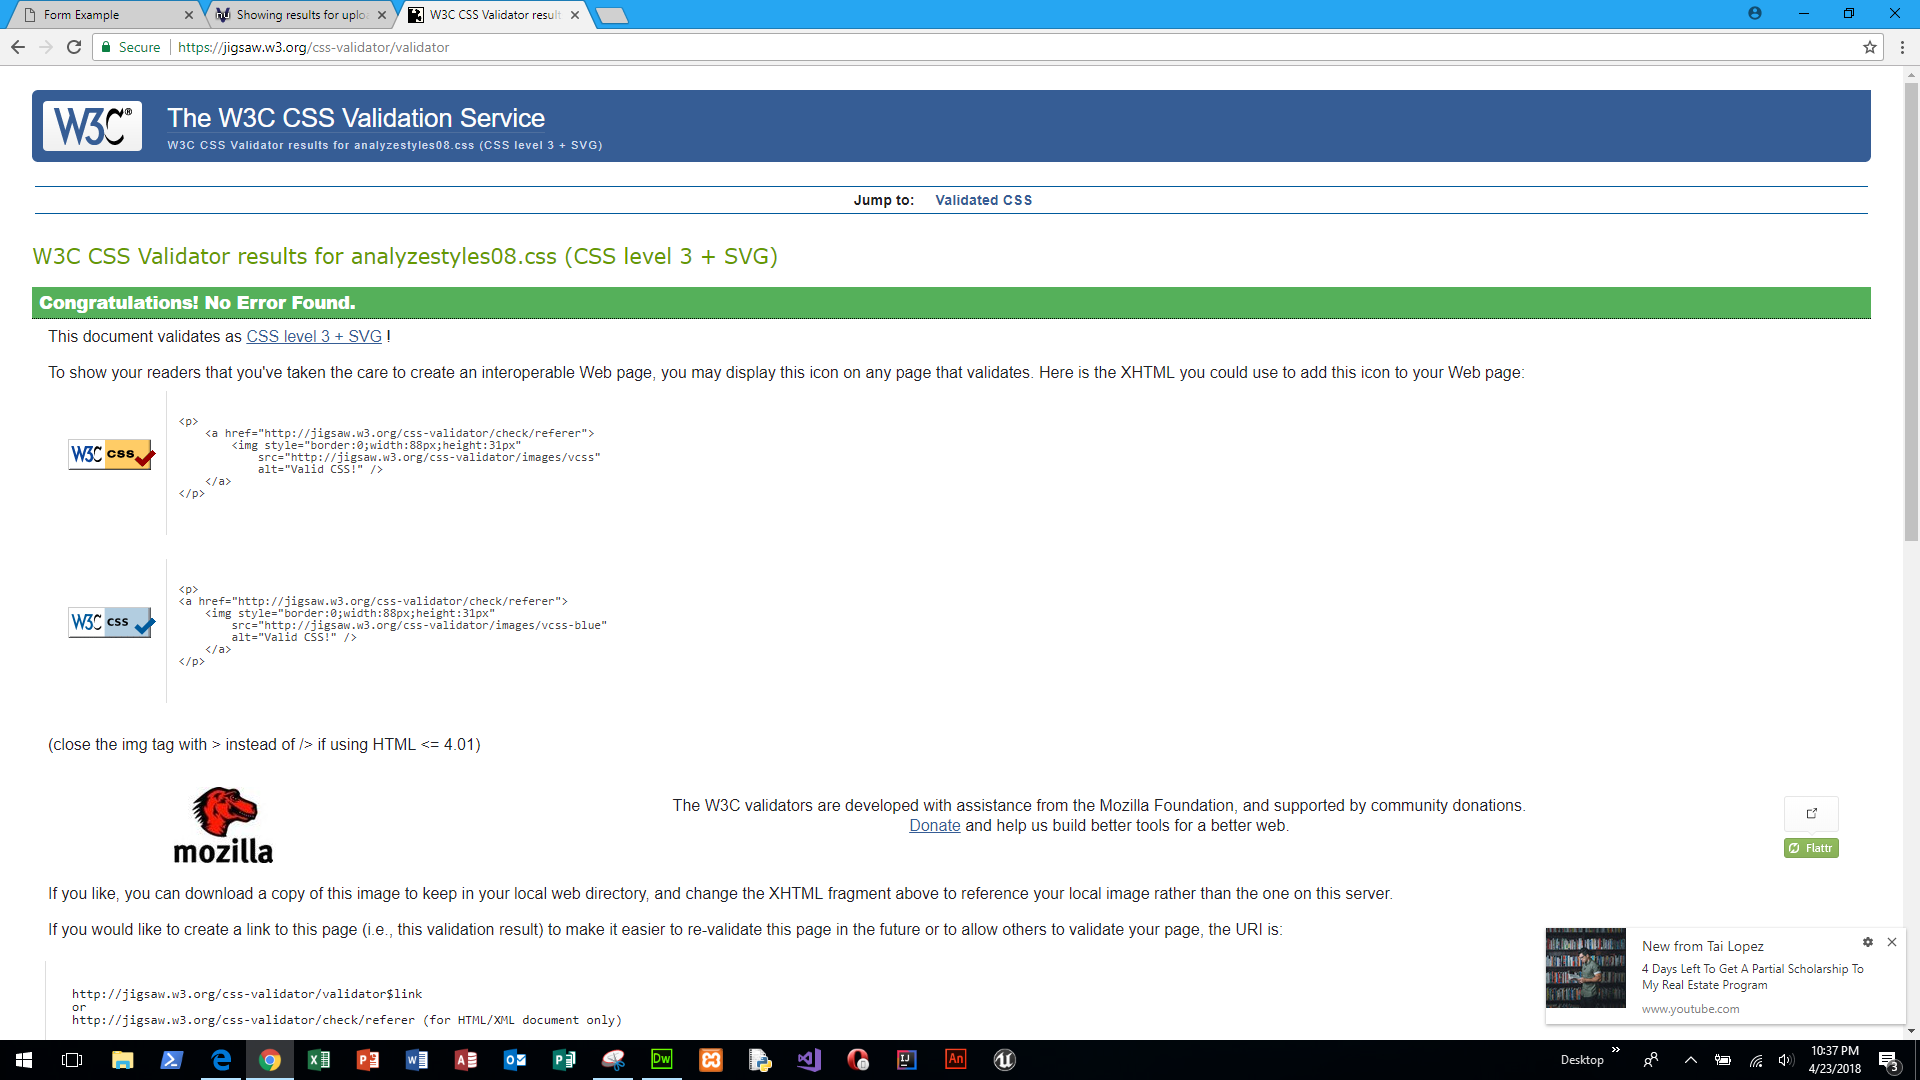 Form Example
Showing results for uplo
W3C CSS Validator result
Secure
https://jigsaw.w3.org/css-validator/validator
W3C®
The W3C CSS Validation Service
W3C CSS Validator results for analyzestyles08.css (CSS level 3 + SVG)
Jump to: Validated CSS
W3C CSS Validator results for analyzestyles08.css (CSS level 3 + SVG)
Congratulations! No Error Found.
This document validates as CSS level 3 + SVG !
To show your readers that you've taken the care to create an interoperable Web page, you may display this icon on any page that validates. Here is the XHTML you could use to add this icon to your Web page:
W3C CSS
<p>
<a href="http://jigsaw.w3.org/css-validator/check/referer">
<img style="border:0;width:88px;height:31px"
src="http://jigsaw.w3.org/css-validator/images/vcss"
alt="Valid CSS!" />
</a>
</p>
W3C CSS
<p>
<a href="http://jigsaw.w3.org/css-validator/check/referer">
<img style="border:0;width:88px;height:31px"
src="http://jigsaw.w3.org/css-validator/images/vcss-blue"
alt="Valid CSS!" />
</a>
</p>
(close the img tag with > instead of /> if using HTML <= 4.01)
mozilla
The W3C validators are developed with assistance from the Mozilla Foundation, and supported by community donations.
Donate and help us build better tools for a better web.
Flattr
If you like, you can download a copy of this image to keep in your local web directory, and change the XHTML fragment above to reference your local image rather than the one on this server.
If you would like to create a link to this page (i.e., this validation result) to make it easier to re-validate this page in the future or to allow others to validate your page, the URI is:
http://jigsaw.w3.org/css-validator/validator$link
or
http://jigsaw.w3.org/css-validator/check/referer (for HTML/XML document only)
New from Tai Lopez
4 Days Left To Get A Partial Scholarship To
My Real Estate Program
www.youtube.com
Dw
An
Desktop
10:37 PM
4/23/2018
3